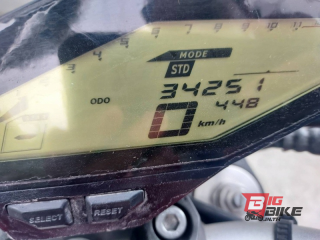 MODE
STD
ODO 34251
448
0 km/h
SELECT RESET
BIG
BIKE